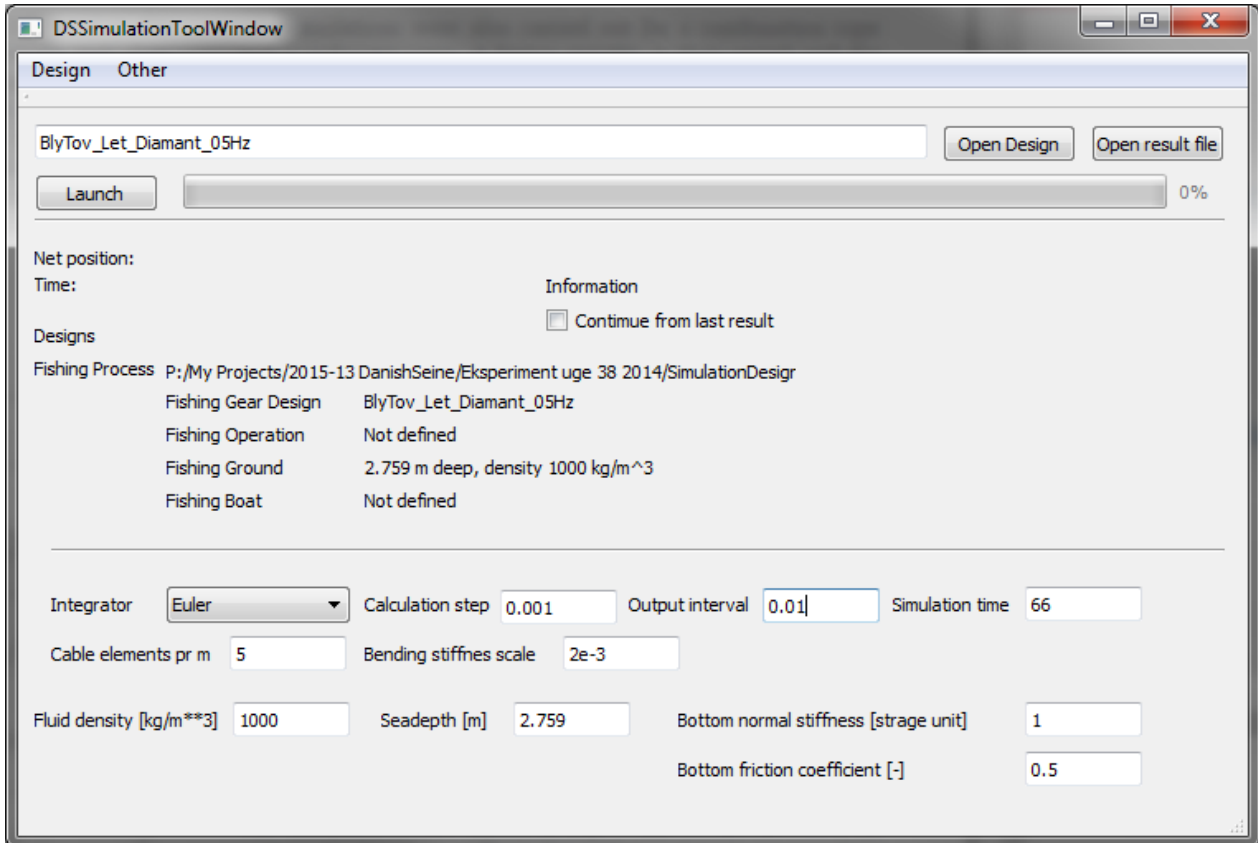 DSSimulationToolWindow
Design Other
BlyTov_Let_Diamant_05Hz Open Design Open result file
Launch 0%
Net position:
Time: Information
Continue from last result
Designs
Fishing Process P:/My Projects/2015-13 DanishSeine/Eksperiment uge 38 2014/SimulationDesigr
Fishing Gear Design BlyTov_Let_Diamant_05Hz
Fishing Operation Not defined
Fishing Ground 2.759 m deep, density 1000 kg/m^3
Fishing Boat Not defined
Integrator Euler Calculation step 0.001 Output interval 0.01 Simulation time 66
Cable elements pr m 5 Bending stiffnes scale 2e-3
Fluid density [kg/m**3] 1000 Seadepth [m] 2.759 Bottom normal stiffness [strage unit] 1
Bottom friction coefficient [-] 0.5